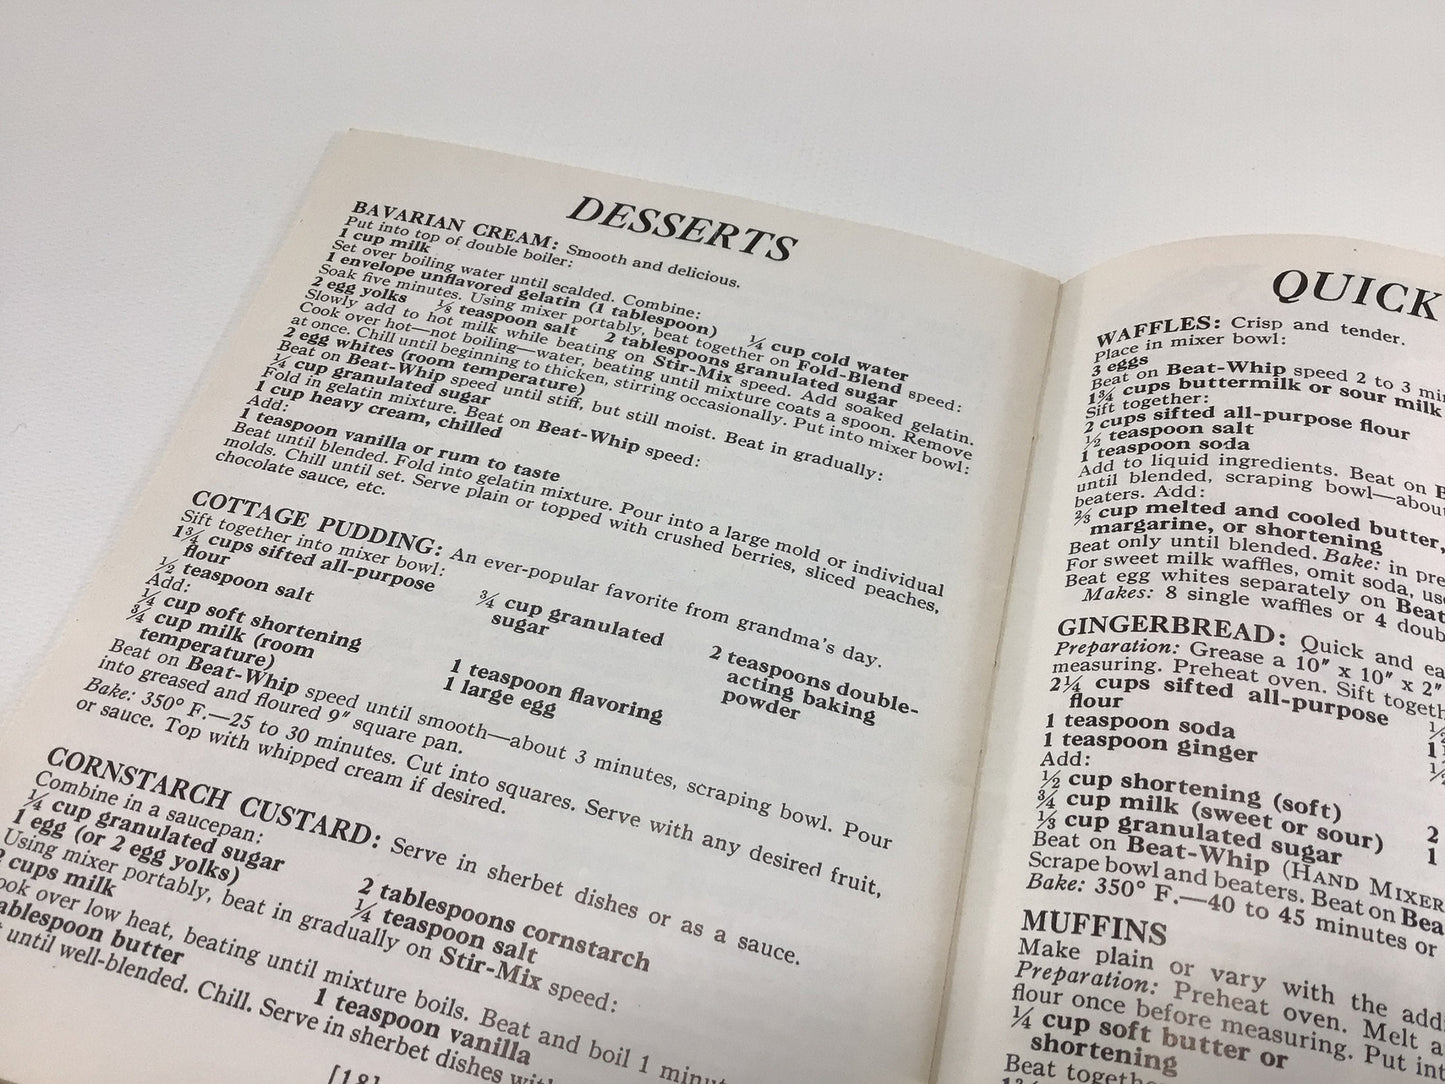 DESSERTS
BAVARIAN CREAM: Smooth and delicious.
Put into top of double boiler:
1 cup milk
Set over boiling water until scalded. Combine:
1 envelope unflavored gelatin (1 tablespoon) ¼ cup cold water
Soak five minutes. Using mixer portably, beat together on Fold-Blend speed:
2 egg yolks ⅛ teaspoon salt 2 tablespoons granulated sugar
Slowly add to hot milk while beating on Stir-Mix speed. Add soaked gelatin.
Cook over hot—not boiling—water, beating until mixture coats a spoon. Remove
at once. Chill until beginning to thicken, stirring occasionally. Put into mixer bowl:
2 egg whites (room temperature)
Beat on Beat-Whip speed until stiff, but still moist. Beat in gradually:
¼ cup granulated sugar
Fold in gelatin mixture. Beat on Beat-Whip speed:
1 cup heavy cream, chilled
Add:
1 teaspoon vanilla or rum to taste
Beat until blended. Fold into gelatin mixture. Pour into a large mold or individual
molds. Chill until set. Serve plain or topped with crushed berries, sliced peaches,
chocolate sauce, etc.
COTTAGE PUDDING: An ever-popular favorite from grandma's day.
Sift together into mixer bowl:
1¾ cups sifted all-purpose ¾ cup granulated 2 teaspoons double-
flour sugar acting baking
½ teaspoon salt powder
Add:
¼ cup soft shortening 1 teaspoon flavoring
¾ cup milk (room 1 large egg
temperature)
Beat on Beat-Whip speed until smooth—about 3 minutes, scraping bowl. Pour
into greased and floured 9" square pan.
Bake: 350° F.—25 to 30 minutes. Cut into squares. Serve with any desired fruit,
or sauce. Top with whipped cream if desired.
CORNSTARCH CUSTARD: Serve in sherbet dishes or as a sauce.
Combine in a saucepan:
¼ cup granulated sugar 2 tablespoons cornstarch
1 egg (or 2 egg yolks) ¼ teaspoon salt
Using mixer portably, beat in gradually on Stir-Mix speed:
2 cups milk
over low heat, beating until mixture boils. Beat and boil 1
butter 1 teaspoon vanilla
until well-blended. Chill. Serve in sherbet dishes
[18]
QUICK
WAFFLES: Crisp and tender.
Place in mixer bowl:
3 eggs
Beat on Beat-Whip speed 2 to 3
1¾ cups buttermilk or sour milk
Sift together:
2 cups sifted all-purpose flour
½ teaspoon salt
1 teaspoon soda
Add to liquid ingredients. Beat on
until blended, scraping bowl—about
beaters. Add:
⅔ cup melted and cooled butter,
margarine, or shortening
Beat only until blended. Bake: in
For sweet milk waffles, omit soda,
Beat egg whites separately on
Makes: 8 single waffles or 4
GINGERBREAD: Quick and
Preparation: Grease a 10" x 10" x 2"
measuring. Preheat oven. Sift
2¼ cups sifted all-purpose
flour
1 teaspoon soda
1 teaspoon ginger
Add:
½ cup shortening (soft)
¾ cup milk (sweet or sour) 2
⅓ cup granulated sugar 1
Beat on Beat-Whip (HAND MIXER
Scrape bowl and beaters. Beat on
Bake: 350° F.—40 to 45 minutes or
MUFFINS
Make plain or vary with the
Preparation: Preheat oven. Melt
flour once before measuring. Put
¼ cup soft butter or
shortening
Beat